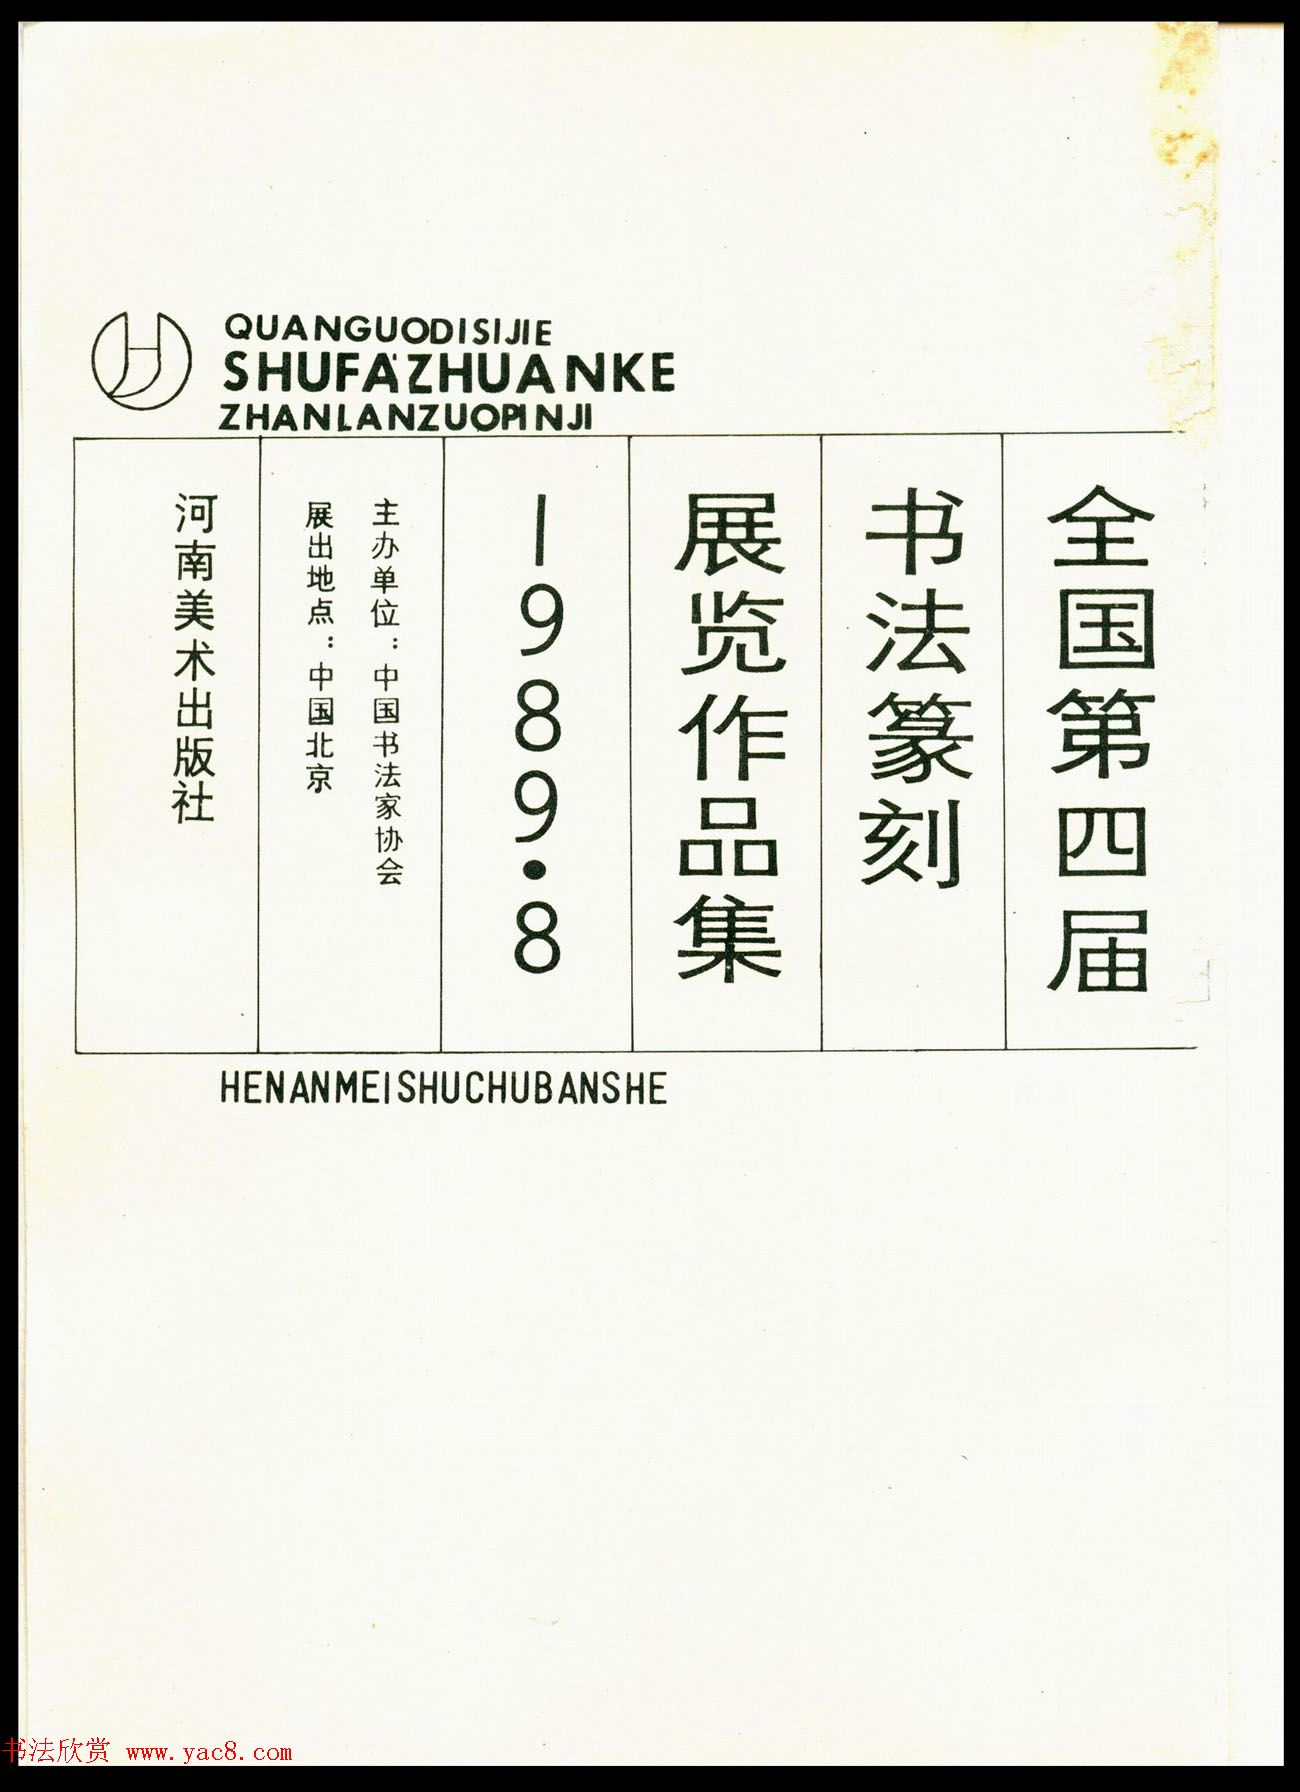 QUANGUODISIJIE
SHUFA·ZHUANKE
ZHANLANZUOPINJI
全国第四届
书法篆刻
展览作品集
1989·8
主办单位：中国书法家协会
展出地点：中国北京
河南美术出版社
HENANMEISHUCHUBANSHE
书法欣赏 www.yac8.com